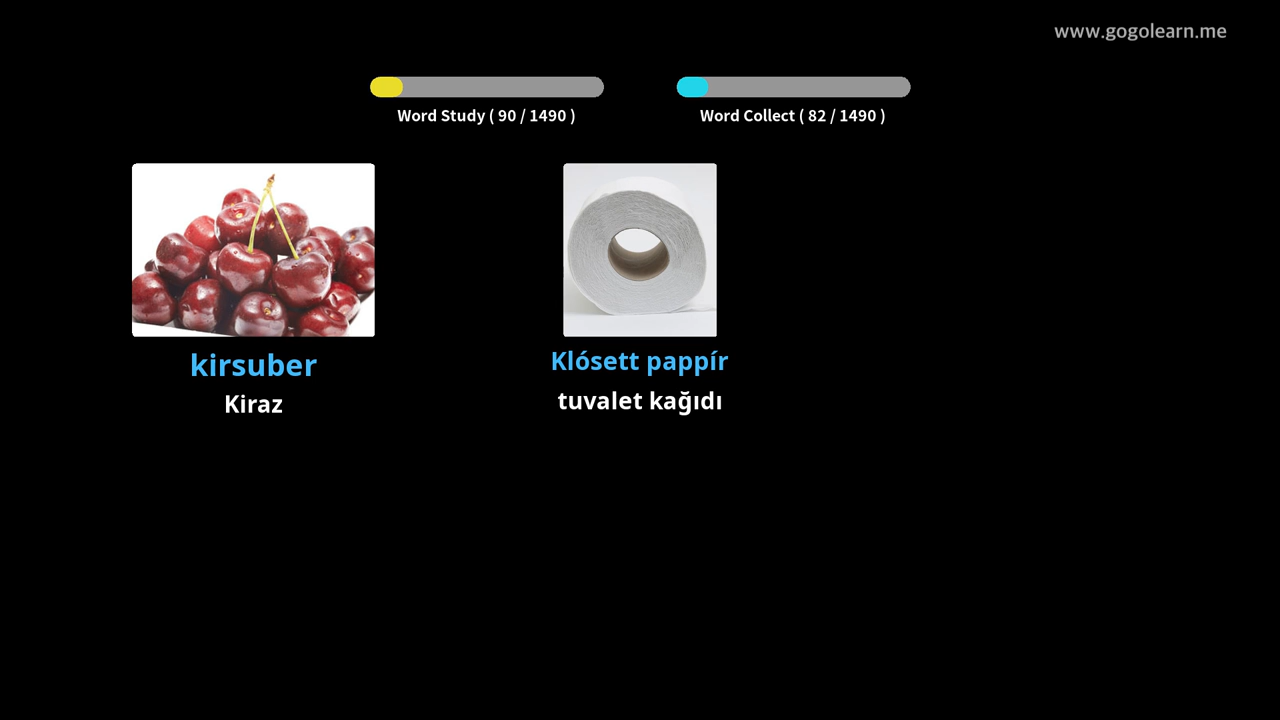 www.gogolearn.me
Word Study ( 90 / 1490 )
Word Collect ( 82 / 1490 )
kirsuber
Kiraz
Klósett pappír
tuvalet kağıdı